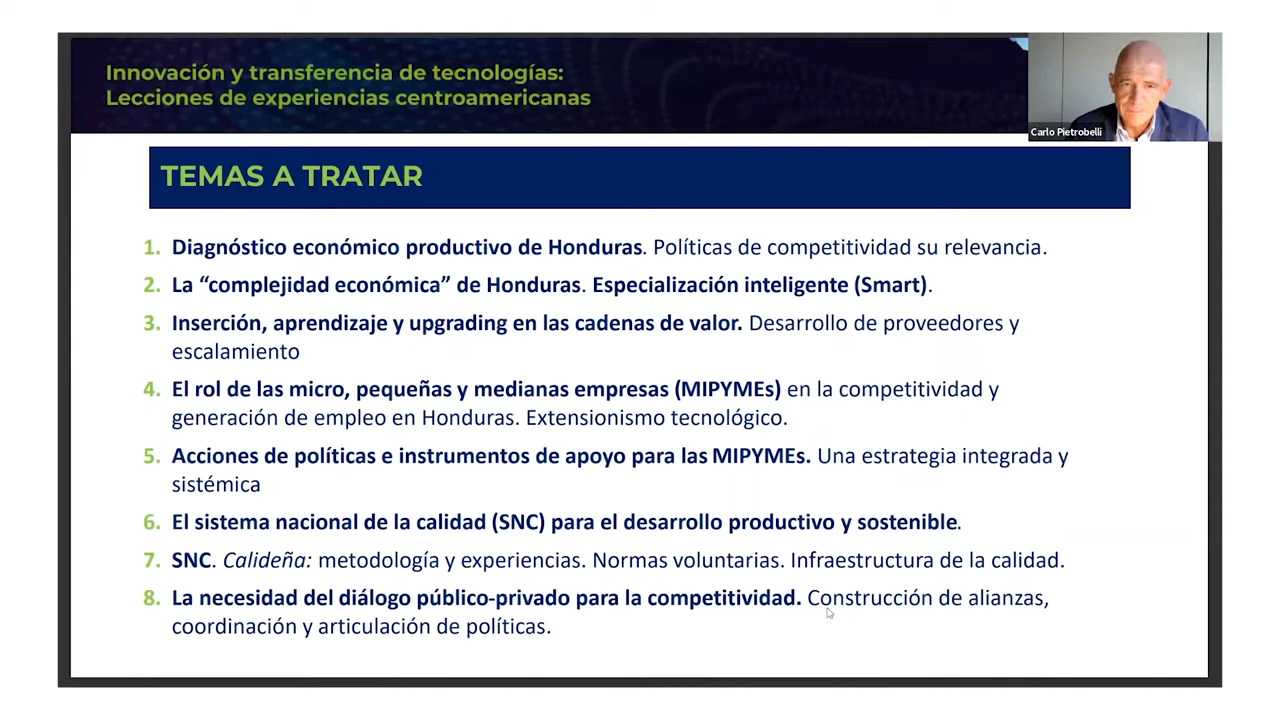 Innovación y transferencia de tecnologías:
Lecciones de experiencias centroamericanas
Carlo Pietrobelli
TEMAS A TRATAR
1. Diagnóstico económico productivo de Honduras. Políticas de competitividad su relevancia.
2. La “complejidad económica” de Honduras. Especialización inteligente (Smart).
3. Inserción, aprendizaje y upgrading en las cadenas de valor. Desarrollo de proveedores y
escalamiento
4. El rol de las micro, pequeñas y medianas empresas (MIPYMEs) en la competitividad y
generación de empleo en Honduras. Extensionismo tecnológico.
5. Acciones de políticas e instrumentos de apoyo para las MIPYMEs. Una estrategia integrada y
sistémica
6. El sistema nacional de la calidad (SNC) para el desarrollo productivo y sostenible.
7. SNC. Calideña: metodología y experiencias. Normas voluntarias. Infraestructura de la calidad.
8. La necesidad del diálogo público-privado para la competitividad. Construcción de alianzas,
coordinación y articulación de políticas.